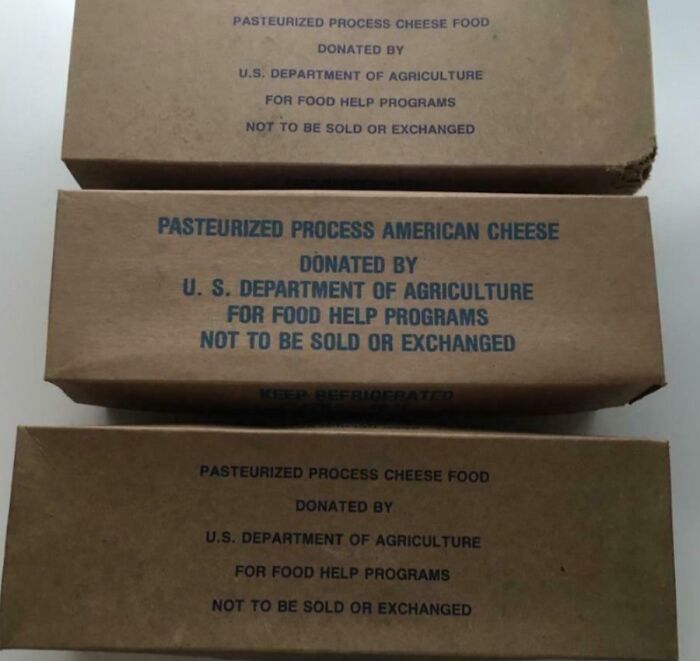 PASTEURIZED PROCESS CHEESE FOOD
DONATED BY
U.S. DEPARTMENT OF AGRICULTURE
FOR FOOD HELP PROGRAMS
NOT TO BE SOLD OR EXCHANGED
PASTEURIZED PROCESS AMERICAN CHEESE
DONATED BY
U. S. DEPARTMENT OF AGRICULTURE
FOR FOOD HELP PROGRAMS
NOT TO BE SOLD OR EXCHANGED
KEEP REFRIGERATED
PASTEURIZED PROCESS CHEESE FOOD
DONATED BY
U.S. DEPARTMENT OF AGRICULTURE
FOR FOOD HELP PROGRAMS
NOT TO BE SOLD OR EXCHANGED